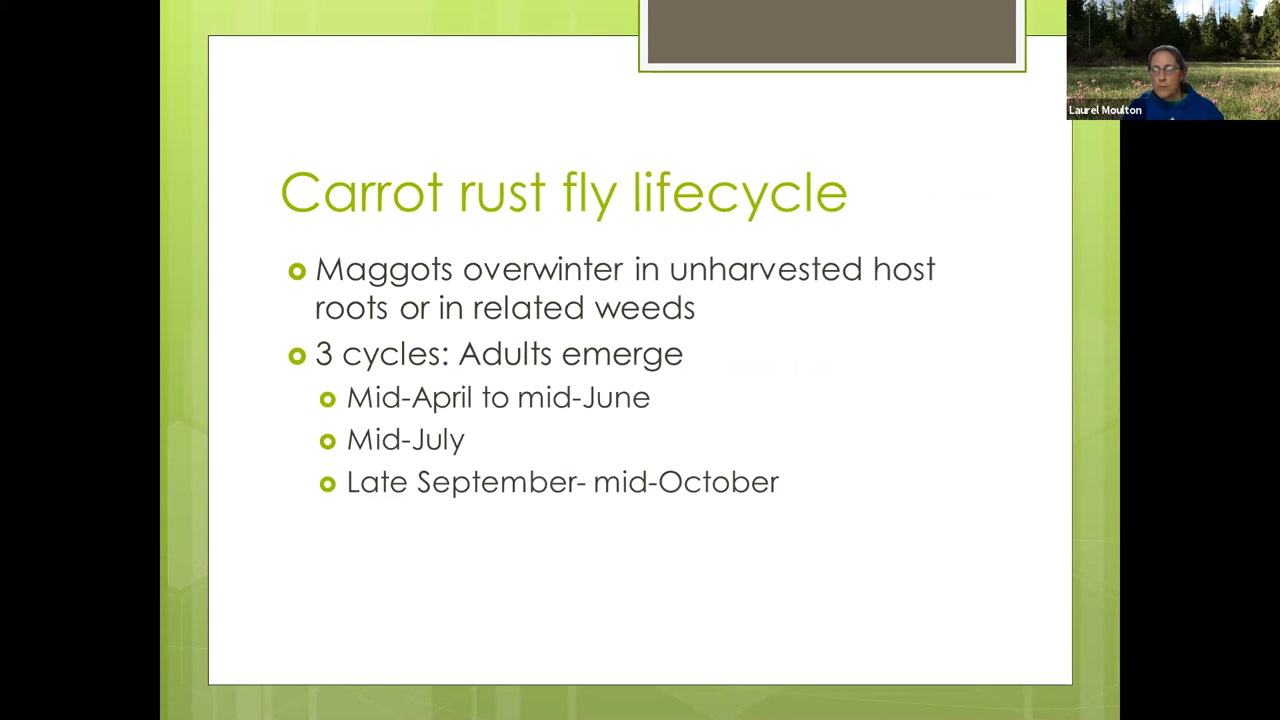 Laurel Moulton
Carrot rust fly lifecycle
Maggots overwinter in unharvested host
roots or in related weeds
3 cycles: Adults emerge
Mid-April to mid-June
Mid-July
Late September- mid-October